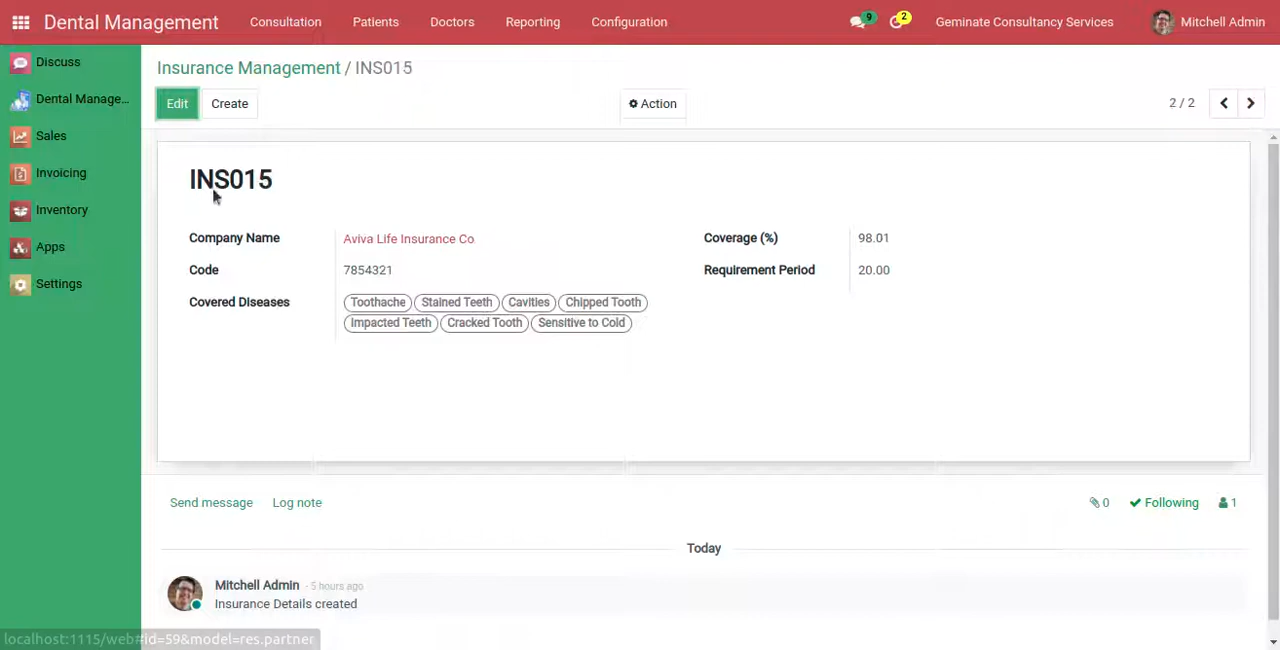 Dental Management Consultation Patients Doctors Reporting Configuration 9 2 Geminate Consultancy Services Mitchell Admin
Discuss
Dental Manage...
Sales
Invoicing
Inventory
Apps
Settings
Insurance Management / INS015
Edit Create Action 2 / 2
INS015
Company Name Aviva Life Insurance Co Coverage (%) 98.01
Code 7854321 Requirement Period 20.00
Covered Diseases Toothache Stained Teeth Cavities Chipped Tooth
Impacted Teeth Cracked Tooth Sensitive to Cold
Send message Log note 0 Following 1
Today
Mitchell Admin - 5 hours ago
Insurance Details created
localhost:1115/web#id=59&model=res.partner